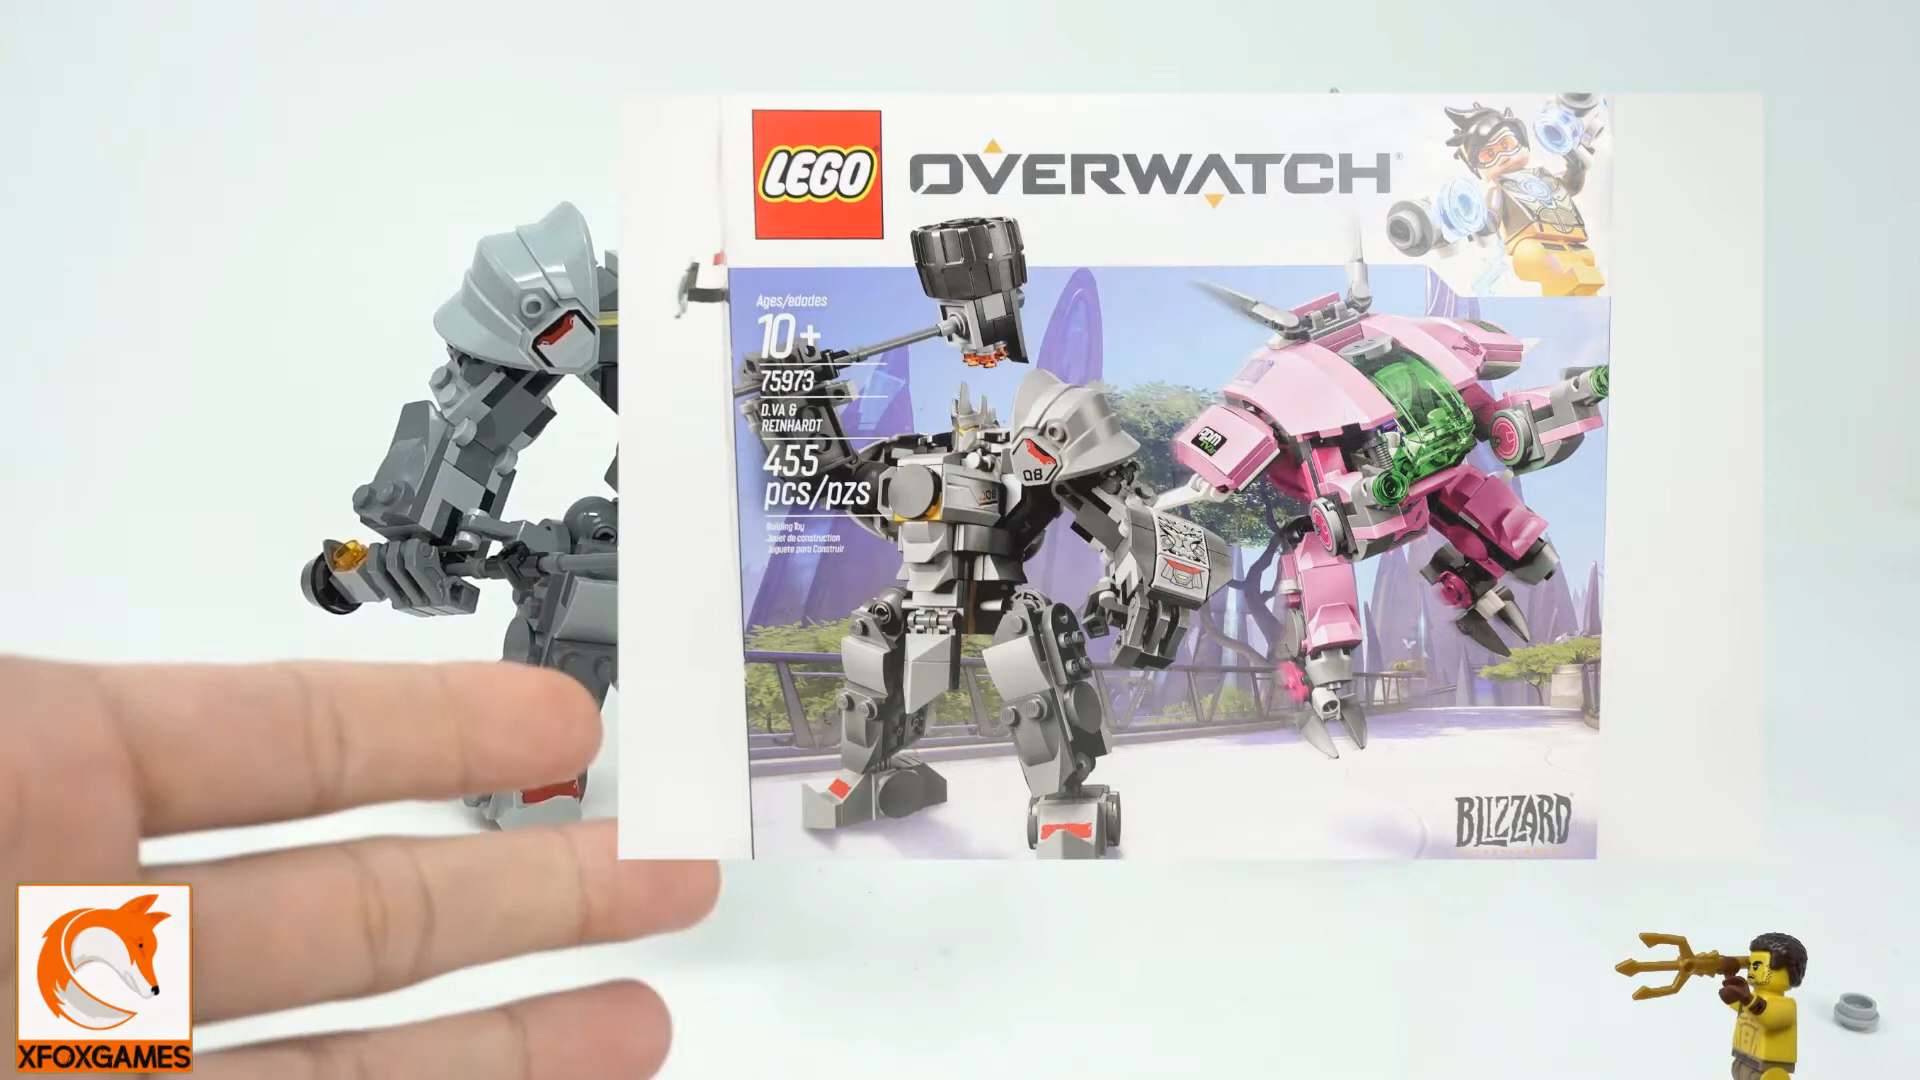 LEGO
OVERWATCH
Ages/edades
10+
75973
D.VA &
REINHARDT
455
pcs/pzs
Building Toy
Jouet de construction
Juguete para Construir
08
BLIZZARD
XFOXGAMES